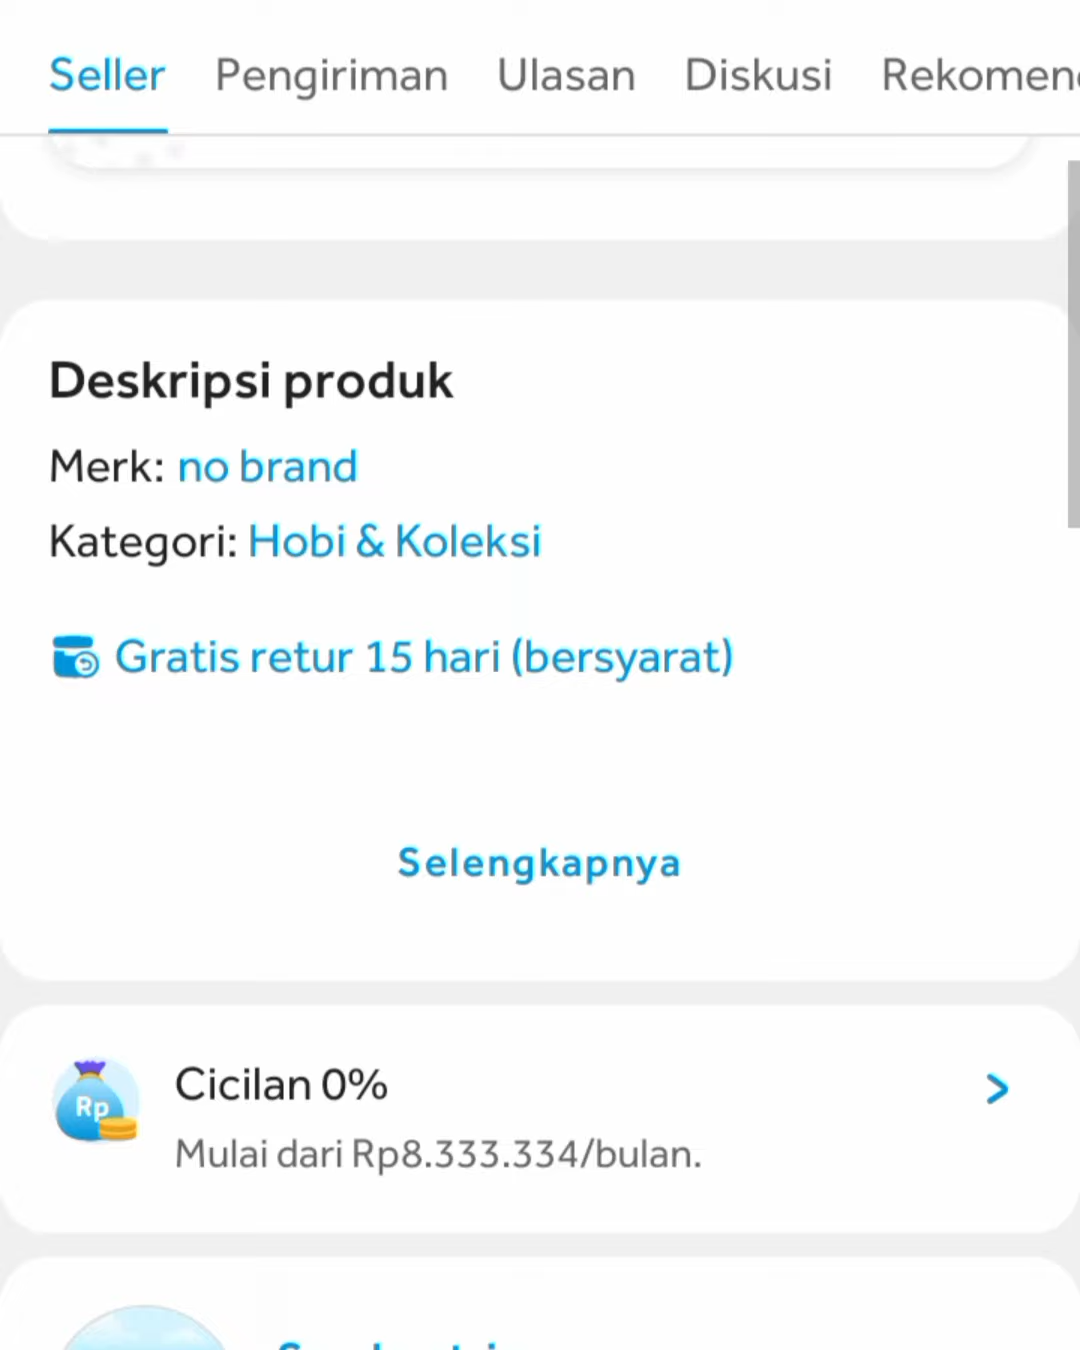 Seller Pengiriman Ulasan Diskusi
Deskripsi produk
Merk: no brand
Kategori: Hobi & Koleksi
Gratis retur 15 hari (bersyarat)
Selengkapnya
Rp
Cicilan 0%
Mulai dari Rp8.333.334/bulan.